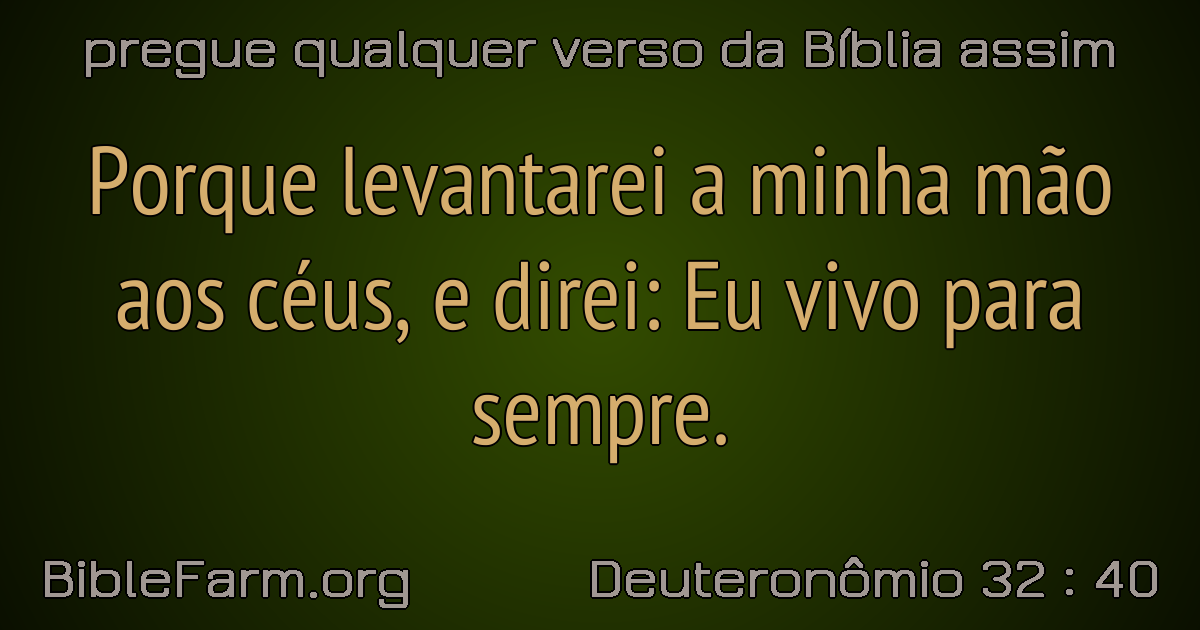 pregue qualquer verso da Bíblia assim
Porque levantarei a minha mão
aos céus, e direi: Eu vivo para
sempre.
BibleFarm.org
Deuteronômio 32 : 40